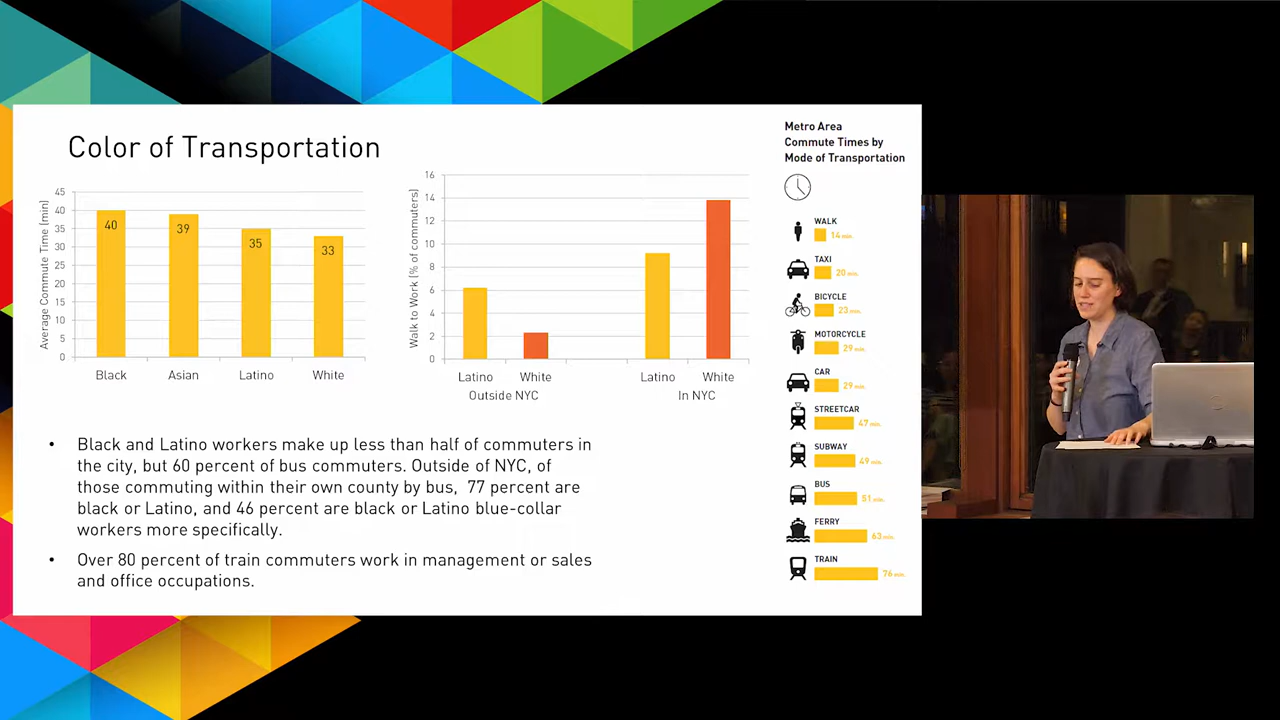 Color of Transportation
Average Commute Time (min)
45
40
35
30
25
20
15
10
5
0
40
39
35
33
Black
Asian
Latino
White
Walk to Work (% of commuters)
16
14
12
10
8
6
4
2
0
Latino
White
Latino
White
Outside NYC
In NYC
• Black and Latino workers make up less than half of commuters in
the city, but 60 percent of bus commuters. Outside of NYC, of
those commuting within their own county by bus, 77 percent are
black or Latino, and 46 percent are black or Latino blue-collar
workers more specifically.
• Over 80 percent of train commuters work in management or sales
and office occupations.
Metro Area
Commute Times by
Mode of Transportation
WALK
14 min.
TAXI
20 min.
BICYCLE
23 min.
MOTORCYCLE
29 min.
CAR
29 min.
STREETCAR
47 min.
SUBWAY
49 min.
BUS
51 min.
FERRY
63 min.
TRAIN
76 min.